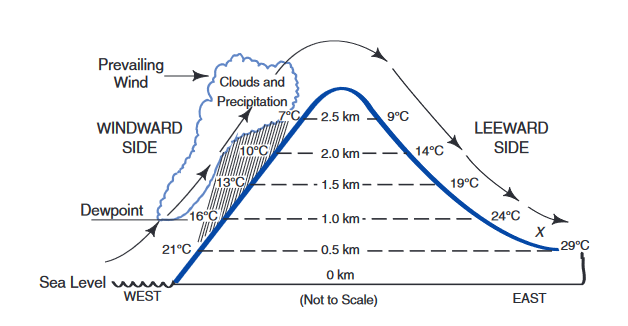 Prevailing
Wind
Clouds and
Precipitation
WINDWARD
SIDE
LEEWARD
SIDE
7°C
2.5 km
9°C
10°C
2.0 km
14°C
13°C
1.5 km
19°C
Dewpoint
16°C
1.0 km
24°C
X
21°C
0.5 km
29°C
Sea Level
0 km
WEST
(Not to Scale)
EAST